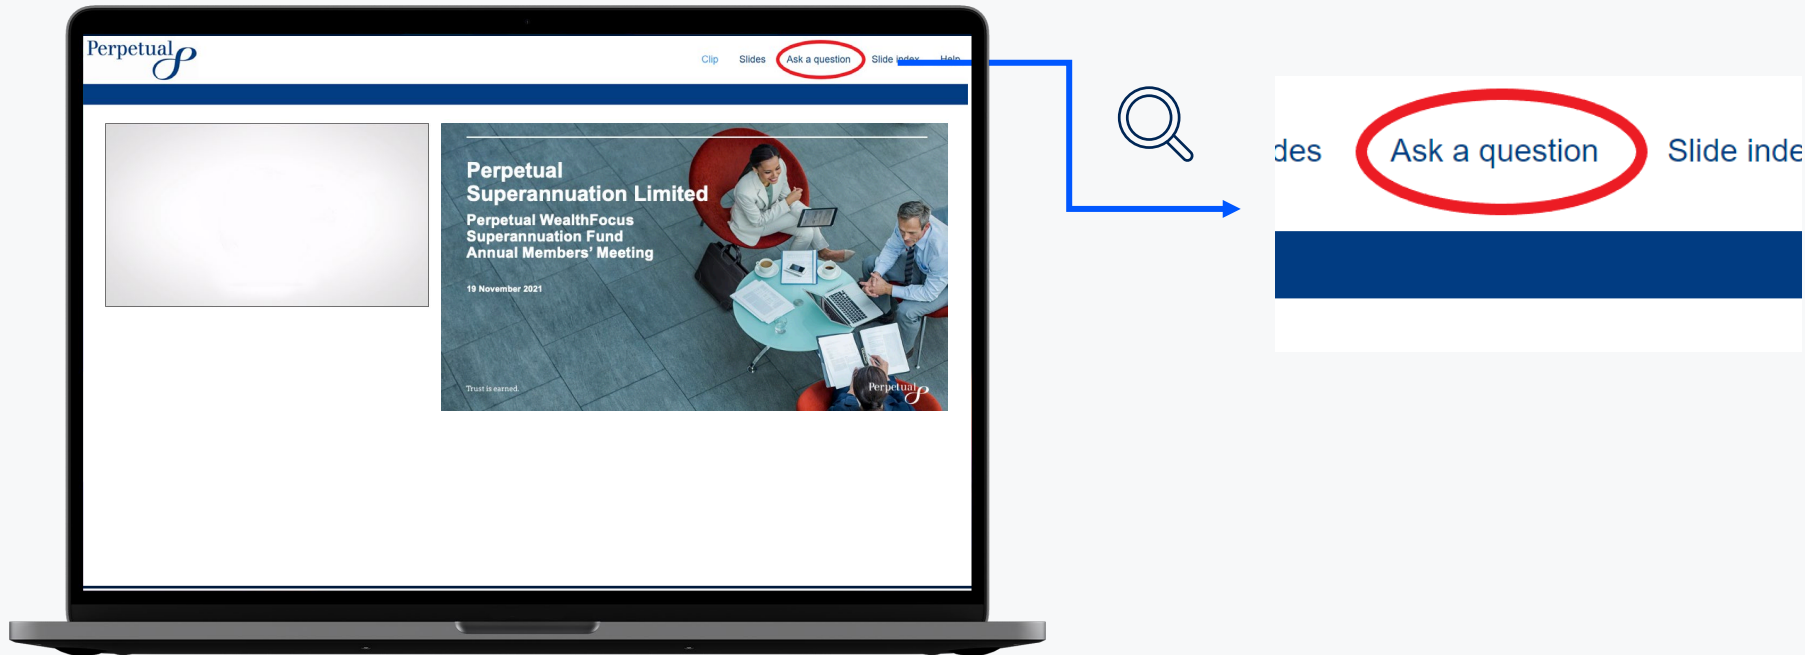 Perpetual
Clip Slides Ask a question Slide index Help
Perpetual
Superannuation Limited
Perpetual WealthFocus
Superannuation Fund
Annual Members' Meeting
19 November 2021
Trust is earned.
Perpetual
des Ask a question Slide inde